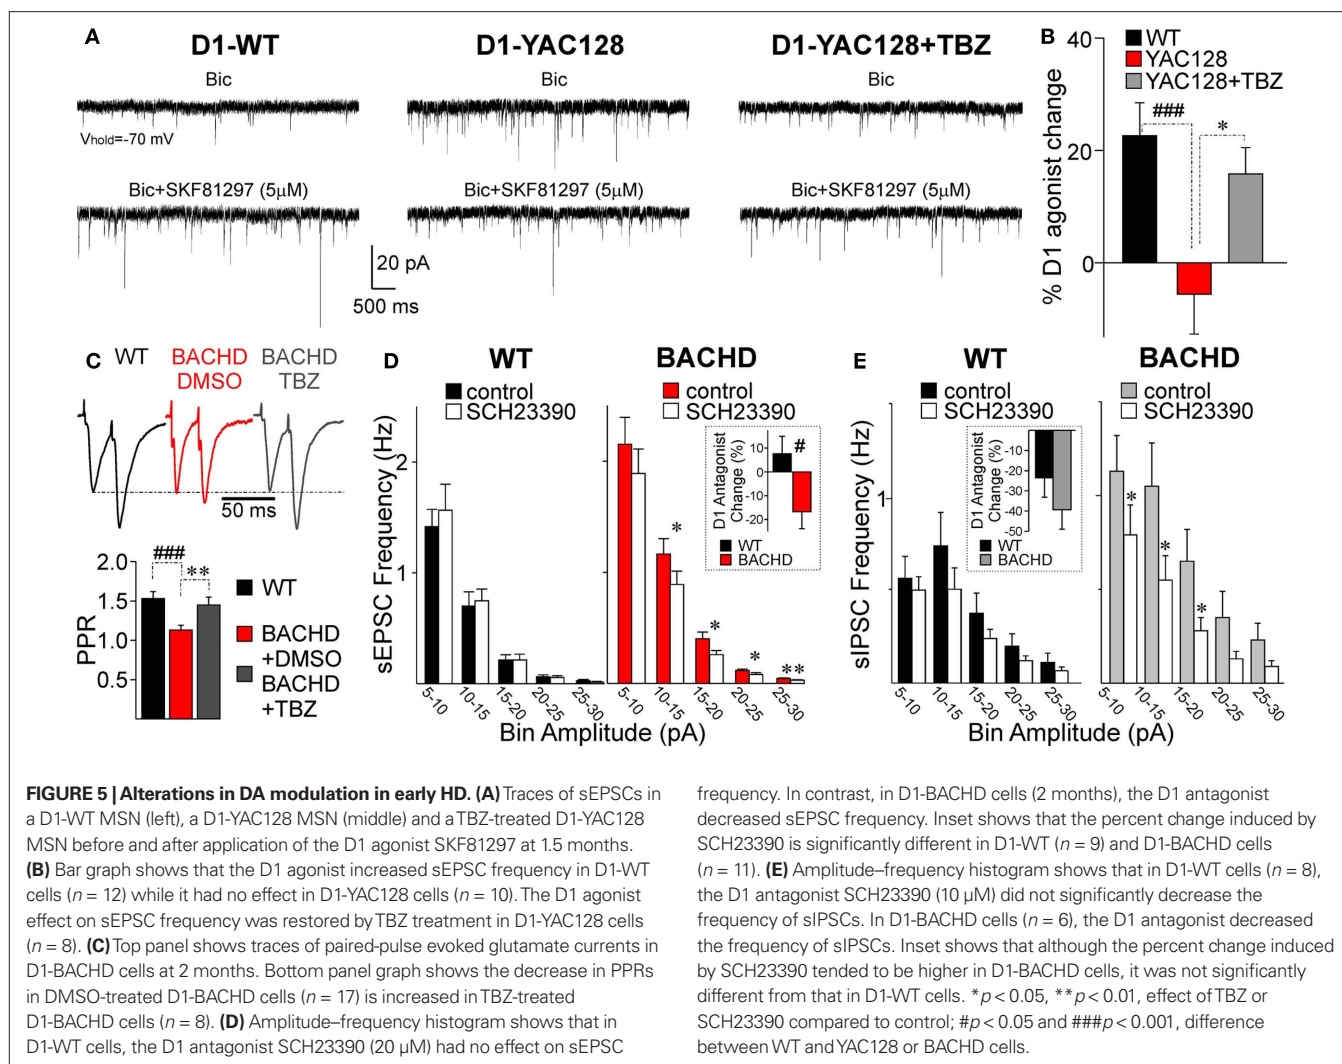 A
D1-WT
D1-YAC128
D1-YAC128+TBZ
Bic
Bic
Bic
Vhold=-70 mV
Bic+SKF81297 (5µM)
Bic+SKF81297 (5µM)
Bic+SKF81297 (5µM)
20 pA
500 ms
B
WT
YAC128
YAC128+TBZ
% D1 agonist change
40
20
0
###
*
C
WT
BACHD
DMSO
BACHD
TBZ
50 ms
PPR
2.0
1.5
1.0
0.5
###
**
WT
BACHD
+DMSO
BACHD
+TBZ
D
WT
control
SCH23390
BACHD
control
SCH23390
sEPSC Frequency (Hz)
2
1
5-10
10-15
15-20
20-25
25-30
5-10
10-15
15-20
20-25
25-30
*
*
*
**
Bin Amplitude (pA)
D1 Antagonist
Change (%)
10
0
-10
-20
#
WT
BACHD
E
WT
control
SCH23390
BACHD
control
SCH23390
sIPSC Frequency (Hz)
1
5-10
10-15
15-20
20-25
25-30
5-10
10-15
15-20
20-25
25-30
*
*
*
Bin Amplitude (pA)
D1 Antagonist
Change (%)
-10
-20
-30
-40
-50
WT
BACHD
FIGURE 5 | Alterations in DA modulation in early HD. (A) Traces of sEPSCs in
a D1-WT MSN (left), a D1-YAC128 MSN (middle) and a TBZ-treated D1-YAC128
MSN before and after application of the D1 agonist SKF81297 at 1.5 months.
(B) Bar graph shows that the D1 agonist increased sEPSC frequency in D1-WT
cells (n = 12) while it had no effect in D1-YAC128 cells (n = 10). The D1 agonist
effect on sEPSC frequency was restored by TBZ treatment in D1-YAC128 cells
(n = 8). (C) Top panel shows traces of paired-pulse evoked glutamate currents in
D1-BACHD cells at 2 months. Bottom panel graph shows the decrease in PPRs
in DMSO-treated D1-BACHD cells (n = 17) is increased in TBZ-treated
D1-BACHD cells (n = 8). (D) Amplitude–frequency histogram shows that in
D1-WT cells, the D1 antagonist SCH23390 (20 µM) had no effect on sEPSC
frequency. In contrast, in D1-BACHD cells (2 months), the D1 antagonist
decreased sEPSC frequency. Inset shows that the percent change induced by
SCH23390 is significantly different in D1-WT (n = 9) and D1-BACHD cells
(n = 11). (E) Amplitude–frequency histogram shows that in D1-WT cells (n = 8),
the D1 antagonist SCH23390 (10 µM) did not significantly decrease the
frequency of sIPSCs. In D1-BACHD cells (n = 6), the D1 antagonist decreased
the frequency of sIPSCs. Inset shows that although the percent change induced
by SCH23390 tended to be higher in D1-BACHD cells, it was not significantly
different from that in D1-WT cells. *p < 0.05, **p < 0.01, effect of TBZ or
SCH23390 compared to control; #p < 0.05 and ###p < 0.001, difference
between WT and YAC128 or BACHD cells.